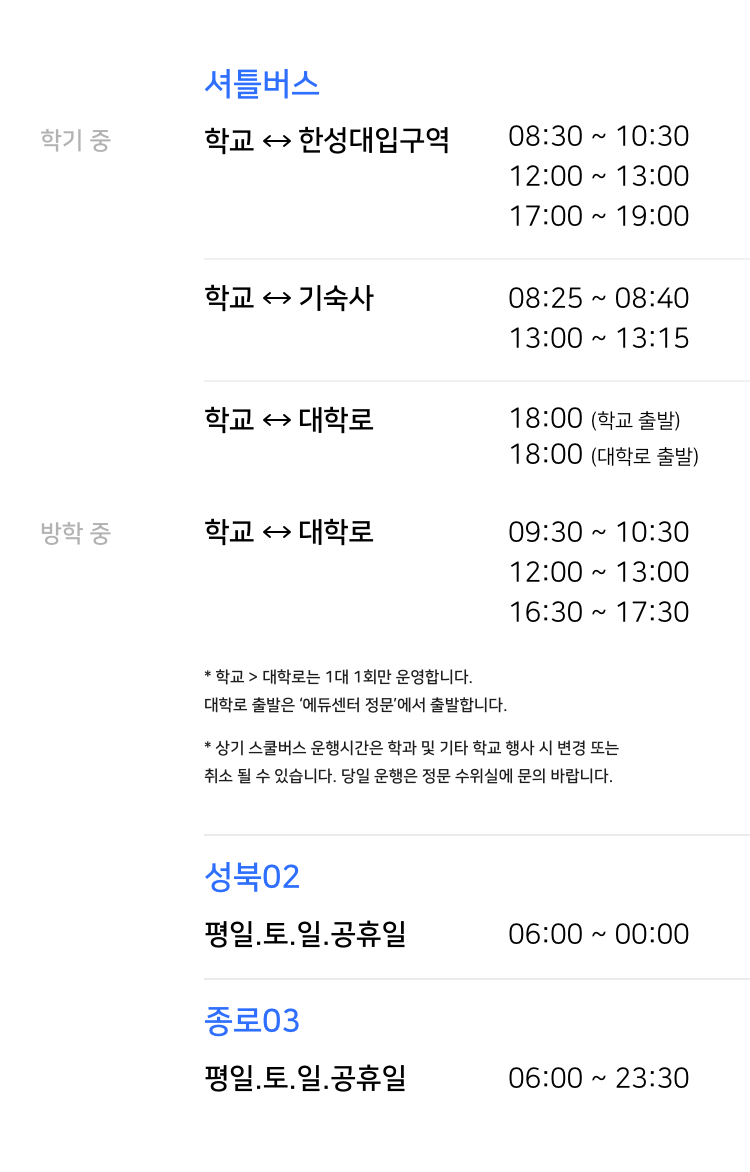 셔틀버스
학기 중
학교 ↔ 한성대입구역
08:30 ~ 10:30
12:00 ~ 13:00
17:00 ~ 19:00
학교 ↔ 기숙사
08:25 ~ 08:40
13:00 ~ 13:15
학교 ↔ 대학로
18:00 (학교 출발)
18:00 (대학로 출발)
방학 중
학교 ↔ 대학로
09:30 ~ 10:30
12:00 ~ 13:00
16:30 ~ 17:30
* 학교 > 대학로는 1대 1회만 운영합니다.
대학로 출발은 ‘에듀센터 정문’에서 출발합니다.
* 상기 스쿨버스 운행시간은 학과 및 기타 학교 행사 시 변경 또는
취소 될 수 있습니다. 당일 운행은 정문 수위실에 문의 바랍니다.
성북02
평일.토.일.공휴일
06:00 ~ 00:00
종로03
평일.토.일.공휴일
06:00 ~ 23:30